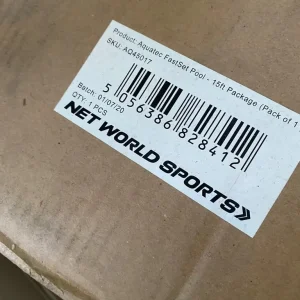 Product: Aquatec FastSet Pool - 15ft Package (Pack of 1
SKU: AQ45017
5 056386 828412
Batch: 01/07/20
QTY: 1 PCS
NET WORLD SPORTS